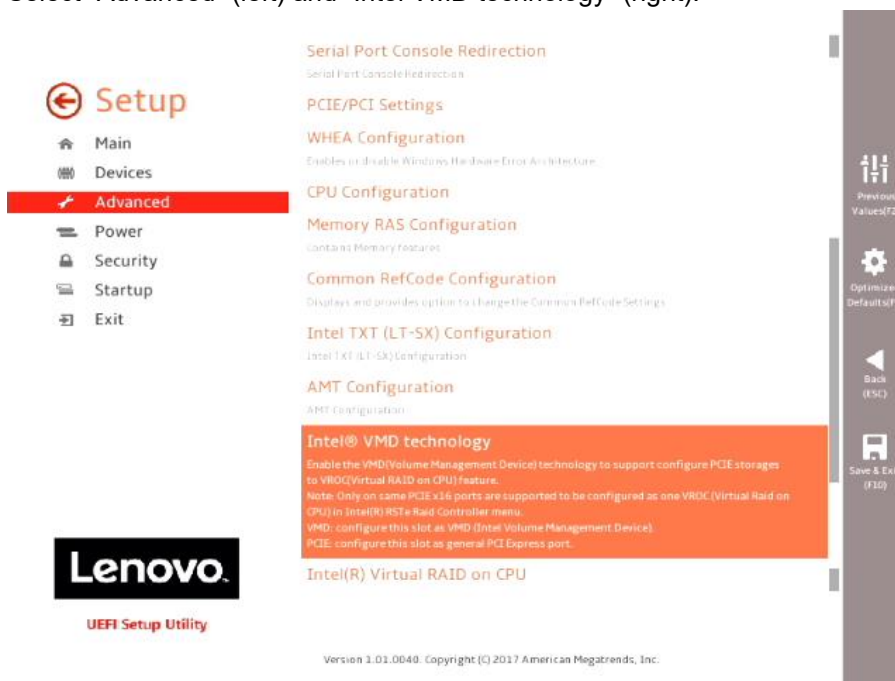 Select "Advanced" (left) and "Intel VMD technology" (right).
Setup
Main
Devices
Advanced
Power
Security
Startup
Exit
Lenovo.
UEFI Setup Utility
Serial Port Console Redirection
Serial Port Console Redirection
PCIE/PCI Settings
WHEA Configuration
Enables or disable Windows Hardware Error Architecture.
CPU Configuration
Memory RAS Configuration
Contains Memory features
Common RefCode Configuration
Displays and provides option to change the Common RefCode Settings
Intel TXT (LT-SX) Configuration
Intel TXT (LT-SX) Configuration
AMT Configuration
AMT Configuration
Intel® VMD technology
Enable the VMD(Volume Management Device) technology to support configure PCIE storages
to VROC(Virtual RAID on CPU) feature.
Note: Only on same PCIE x16 ports are supported to be configured as one VROC (Virtual Raid on
CPU) in Intel(R) RSTe Raid Controller menu.
VMD: configure this slot as VMD (Intel Volume Management Device).
PCIE: configure this slot as general PCI Express port.
Intel(R) Virtual RAID on CPU
Previous
Values(F2
Optimized
Defaults(F
Back
(ESC)
Save & Exi
(F10)
Version 1.01.0040. Copyright (C) 2017 American Megatrends, Inc.